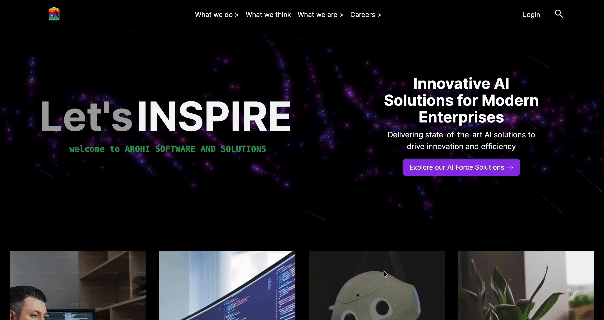 What we do > What we think What we are > Careers > Login
Let's INSPIRE
welcome to AROHI SOFTWARE AND SOLUTIONS
Innovative AI
Solutions for Modern
Enterprises
Delivering state-of-the-art AI solutions to
drive innovation and efficiency
Explore our AI Force Solutions →